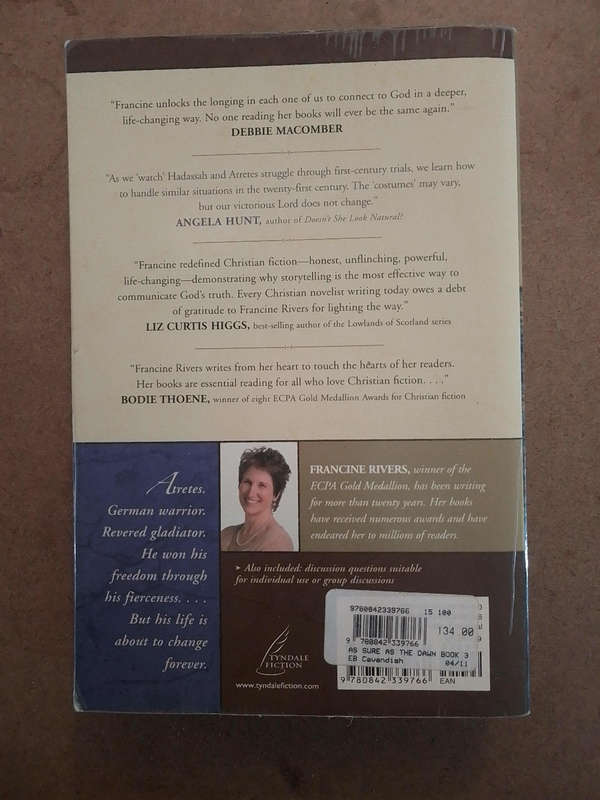 "Francine unlocks the longing in each one of us to connect to God in a deeper,
life-changing way. No one reading her books will ever be the same again."
DEBBIE MACOMBER
"As we 'watch' Hadassah and Atretes struggle through first-century trials, we learn how
to handle similar situations in the twenty-first century. The 'costumes' may vary,
but our victorious Lord does not change."
ANGELA HUNT, author of Doesn't She Look Natural?
"Francine redefined Christian fiction—honest, unflinching, powerful,
life-changing—demonstrating why storytelling is the most effective way to
communicate God's truth. Every Christian novelist writing today owes a debt
of gratitude to Francine Rivers for lighting the way."
LIZ CURTIS HIGGS, best-selling author of the Lowlands of Scotland series
"Francine Rivers writes from her heart to touch the hearts of her readers.
Her books are essential reading for all who love Christian fiction. . . ."
BODIE THOENE, winner of eight ECPA Gold Medallion Awards for Christian fiction
Atretes.
German warrior.
Revered gladiator.
He won his
freedom through
his fierceness. . . .
But his life is
about to change
forever.
FRANCINE RIVERS, winner of the
ECPA Gold Medallion, has been writing
for more than twenty years. Her books
have received numerous awards and have
endeared her to millions of readers.
▸ Also included: discussion questions suitable
for individual use or group discussions
TYNDALE
FICTION
www.tyndalefiction.com
9780842339766 15 100
134.00
9 780842 339766
AS SURE AS THE DAWN BOOK 3
EB Cavendish 04/11
9 780842 339766 EAN